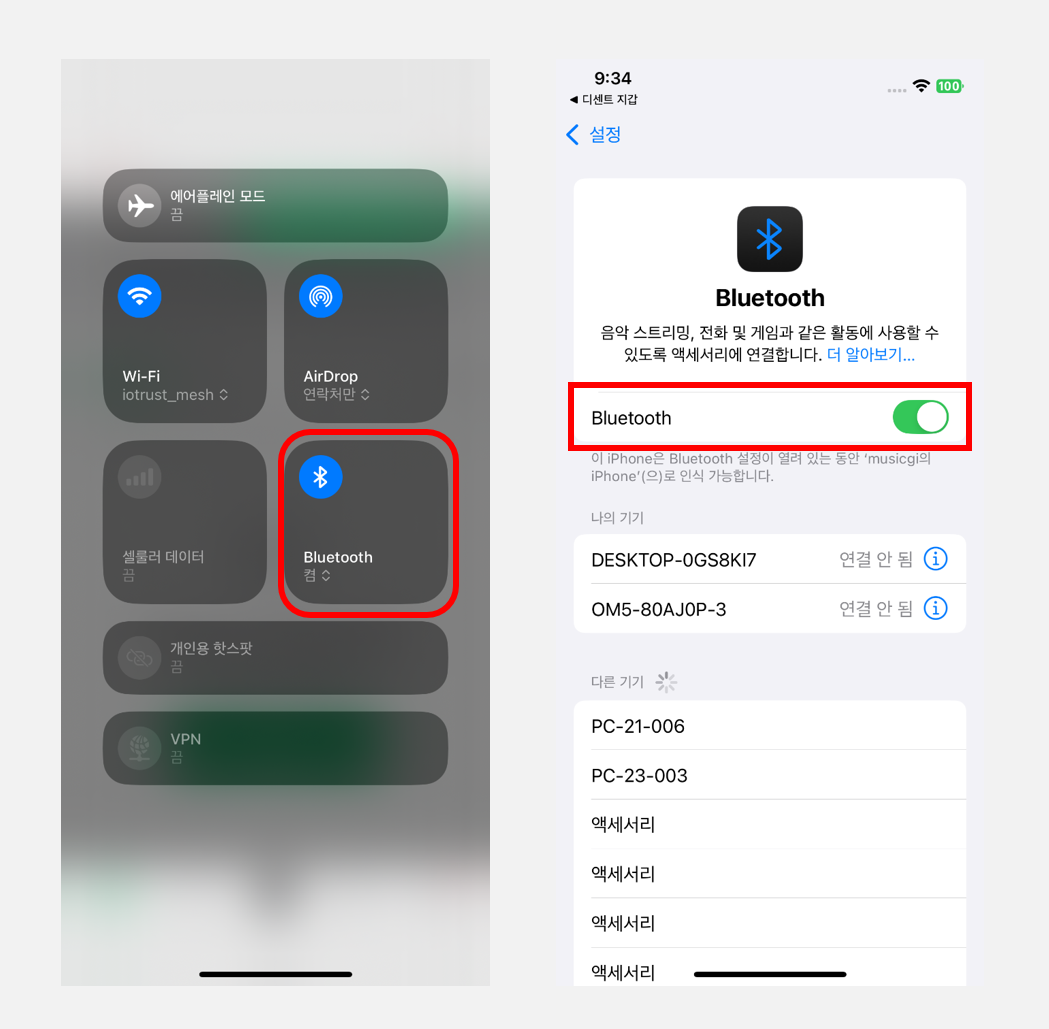 에어플레인 모드
끔
Wi-Fi
iotrust_mesh
AirDrop
연락처만
셀룰러 데이터
끔
Bluetooth
켬
개인용 핫스팟
끔
VPN
끔
9:34
100
◀ 디센트 지갑
설정
Bluetooth
음악 스트리밍, 전화 및 게임과 같은 활동에 사용할 수
있도록 액세서리에 연결합니다. 더 알아보기...
Bluetooth
이 iPhone은 Bluetooth 설정이 열려 있는 동안 ‘musicgi의
iPhone’(으)로 인식 가능합니다.
나의 기기
DESKTOP-0GS8KI7 연결 안 됨
OM5-80AJ0P-3 연결 안 됨
다른 기기
PC-21-006
PC-23-003
액세서리
액세서리
액세서리
액세서리